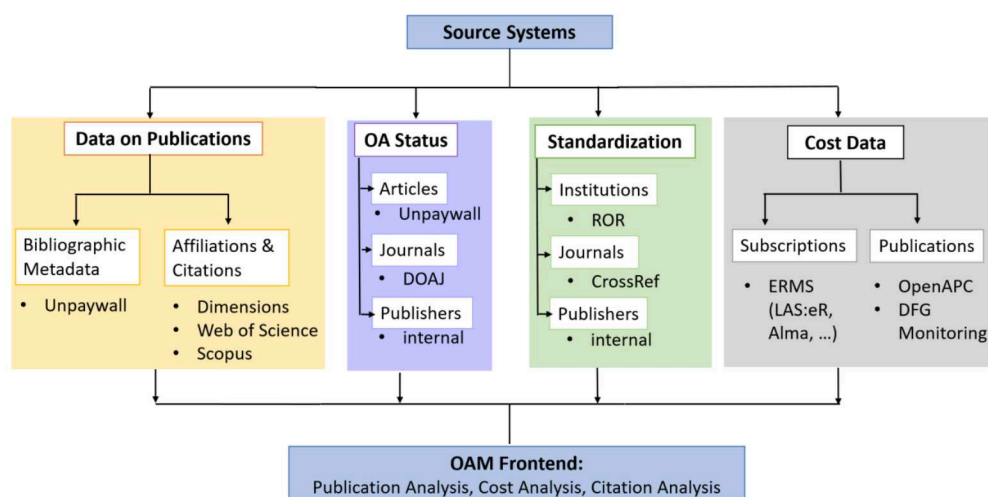 Source Systems
Data on Publications
Bibliographic
Metadata
• Unpaywall
Affiliations &
Citations
• Dimensions
• Web of Science
• Scopus
OA Status
Articles
• Unpaywall
Journals
• DOAJ
Publishers
• internal
Standardization
Institutions
• ROR
Journals
• CrossRef
Publishers
• internal
Cost Data
Subscriptions
• ERMS
(LAS:eR,
Alma, ...)
Publications
• OpenAPC
• DFG
Monitoring
OAM Frontend:
Publication Analysis, Cost Analysis, Citation Analysis